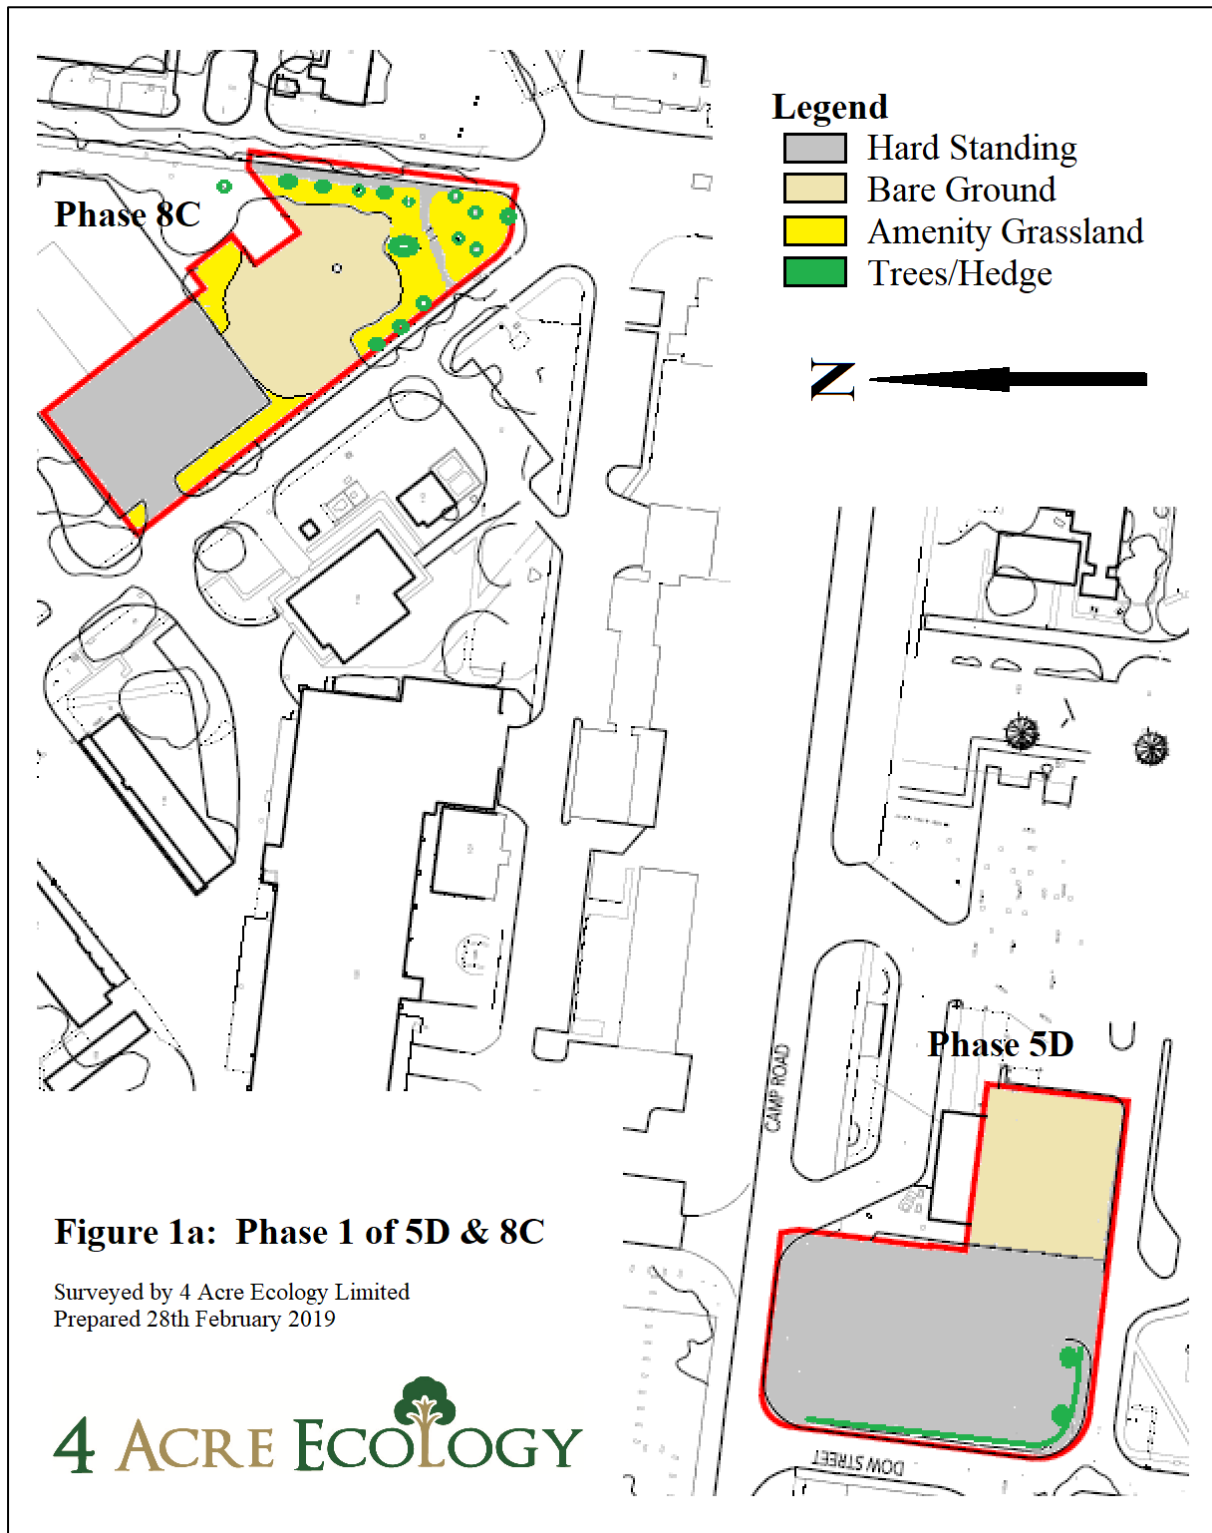 Legend
Hard Standing
Bare Ground
Amenity Grassland
Trees/Hedge
N
Phase 8C
Phase 5D
CAMP ROAD
DOW STREET
Figure 1a: Phase 1 of 5D & 8C
Surveyed by 4 Acre Ecology Limited
Prepared 28th February 2019
4 ACRE ECOLOGY